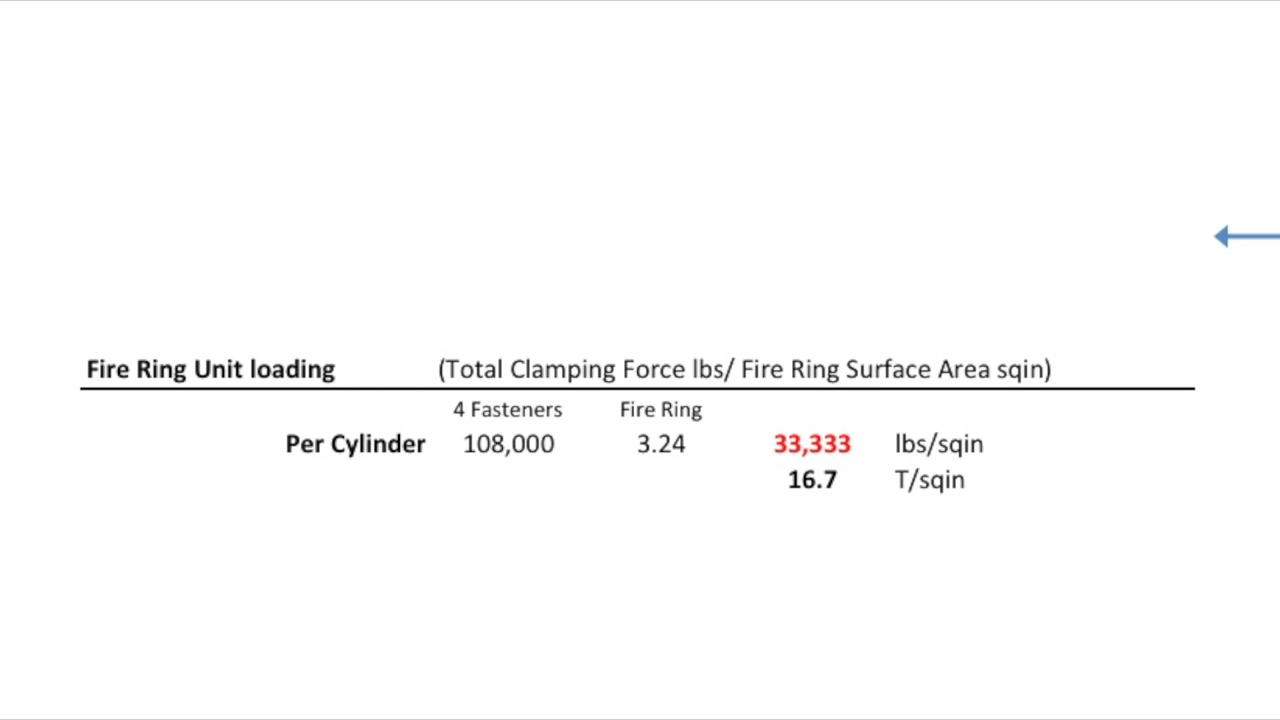 Fire Ring Unit loading (Total Clamping Force lbs/ Fire Ring Surface Area sqin)
4 Fasteners Fire Ring
Per Cylinder 108,000 3.24 33,333 lbs/sqin
16.7 T/sqin